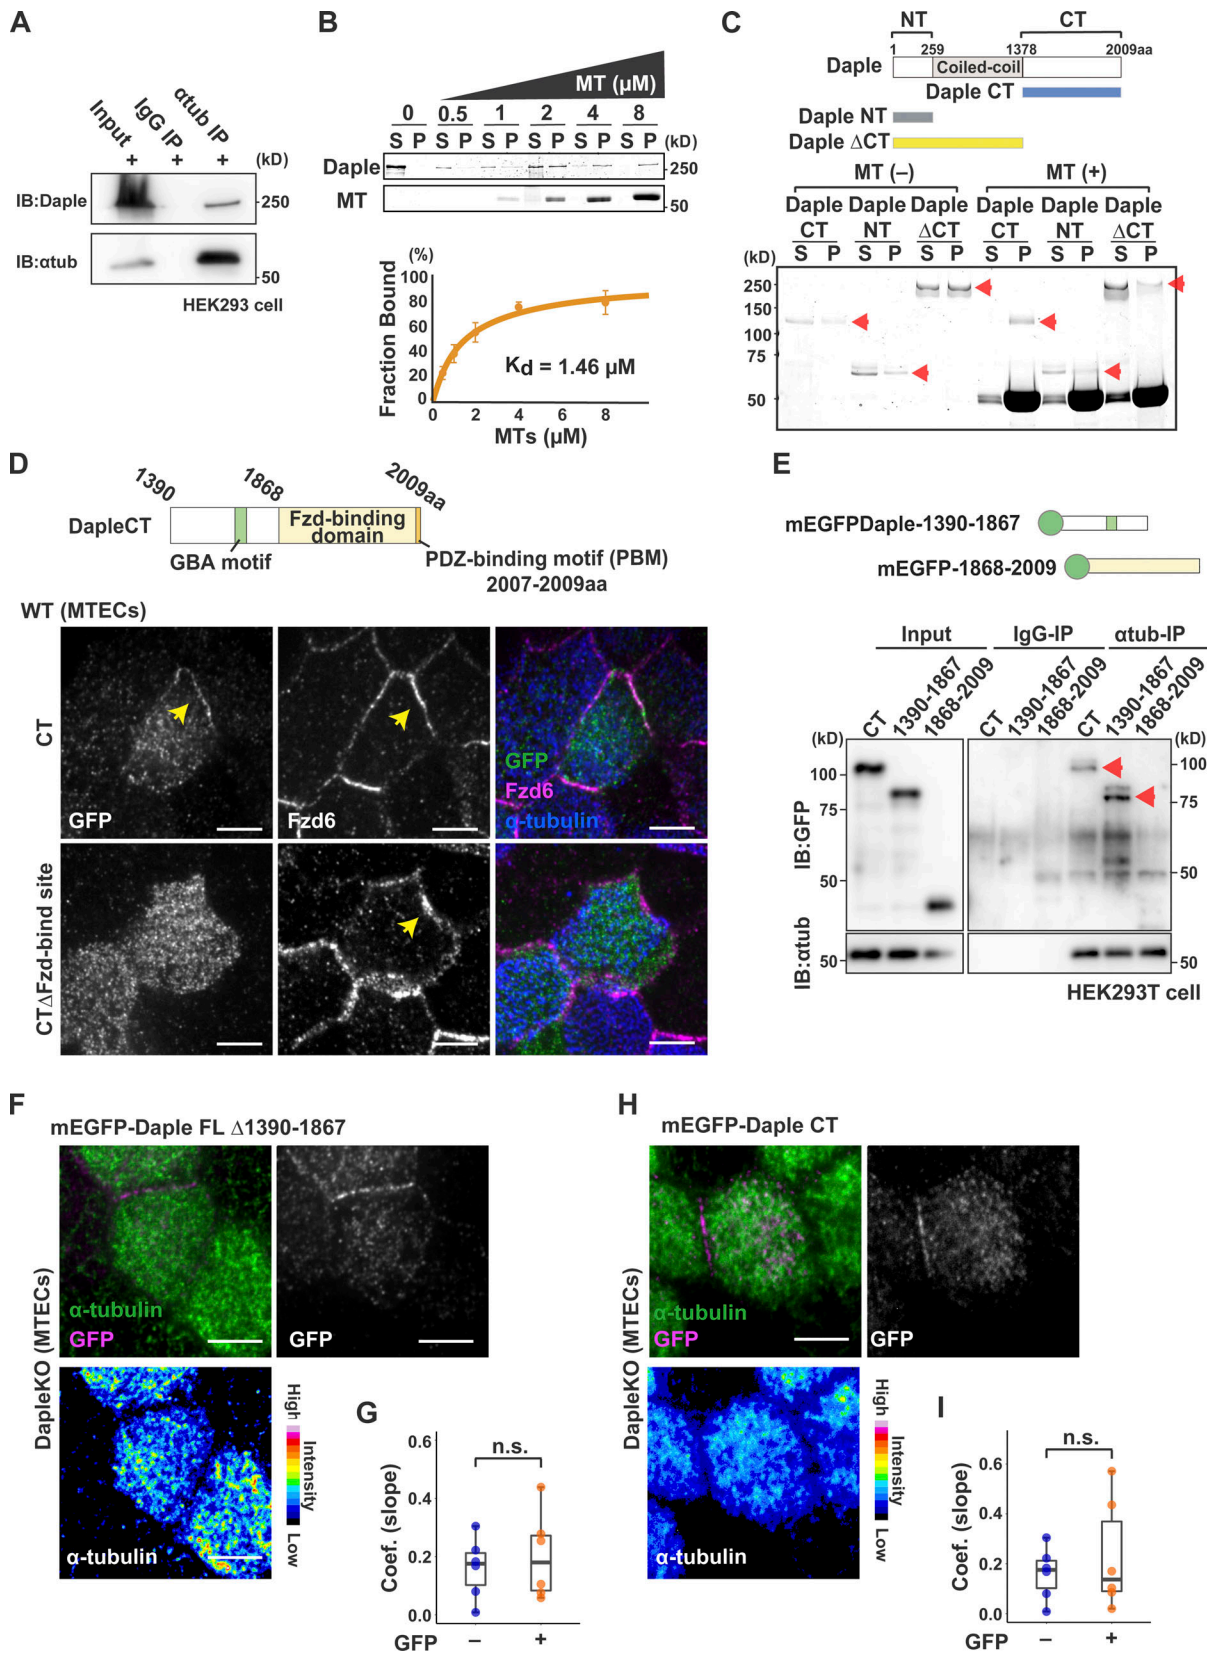 A
Input
IgG IP
αtub IP
+ + + (kD)
IB:Daple
250
IB:αtub
50
HEK293 cell
B
MT (μM)
0 0.5 1 2 4 8
S P S P S P S P S P S P (kD)
Daple
250
MT
50
(%)
100
80
60
40
20
0
Fraction Bound
Kd = 1.46 μM
0 2 4 6 8
MTs (μM)
C
NT CT
1 259 1378 2009aa
Daple Coiled-coil
Daple CT
Daple NT
Daple ΔCT
MT (–) MT (+)
Daple Daple Daple Daple Daple Daple
CT NT ΔCT CT NT ΔCT
(kD) S P S P S P S P S P S P
250
150
100
75
50
D
1390 1868 2009aa
DapleCT Fzd-binding domain
GBA motif
PDZ-binding motif (PBM)
2007-2009aa
WT (MTECs)
CT
GFP
Fzd6
GFP
Fzd6
α-tubulin
CTΔFzd-bind site
E
mEGFPDaple-1390-1867
mEGFP-1868-2009
Input IgG-IP αtub-IP
CT 1390-1867 1868-2009 CT 1390-1867 1868-2009 CT 1390-1867 1868-2009
(kD) (kD)
100 100
75 75
50 50
IB:GFP
50 50
IB:αtub
HEK293T cell
F
mEGFP-Daple FL Δ1390-1867
DapleKO (MTECs)
α-tubulin
GFP
GFP
α-tubulin
High
Intensity
Low
G
n.s.
0.6
0.4
0.2
0.0
Coef. (slope)
GFP – +
H
mEGFP-Daple CT
DapleKO (MTECs)
α-tubulin
GFP
GFP
α-tubulin
High
Intensity
Low
I
n.s.
0.6
0.4
0.2
0.0
Coef. (slope)
GFP – +